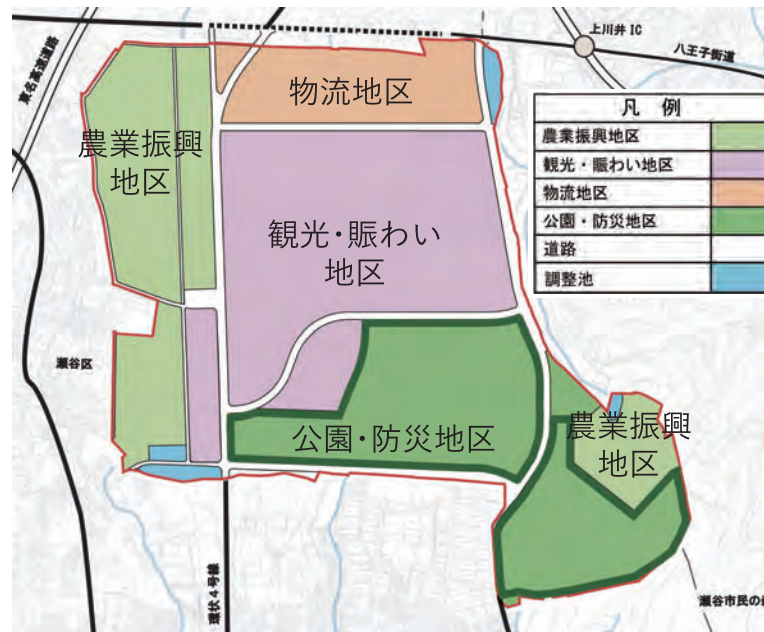 上川井 IC
八王子街道
東名高速道路
物流地区
凡 例
農業振興地区
観光・賑わい地区
物流地区
公園・防災地区
道路
調整池
農業振興
地区
観光・賑わい
地区
瀬谷区
公園・防災地区
農業振興
地区
環状4号線
瀬谷市民の